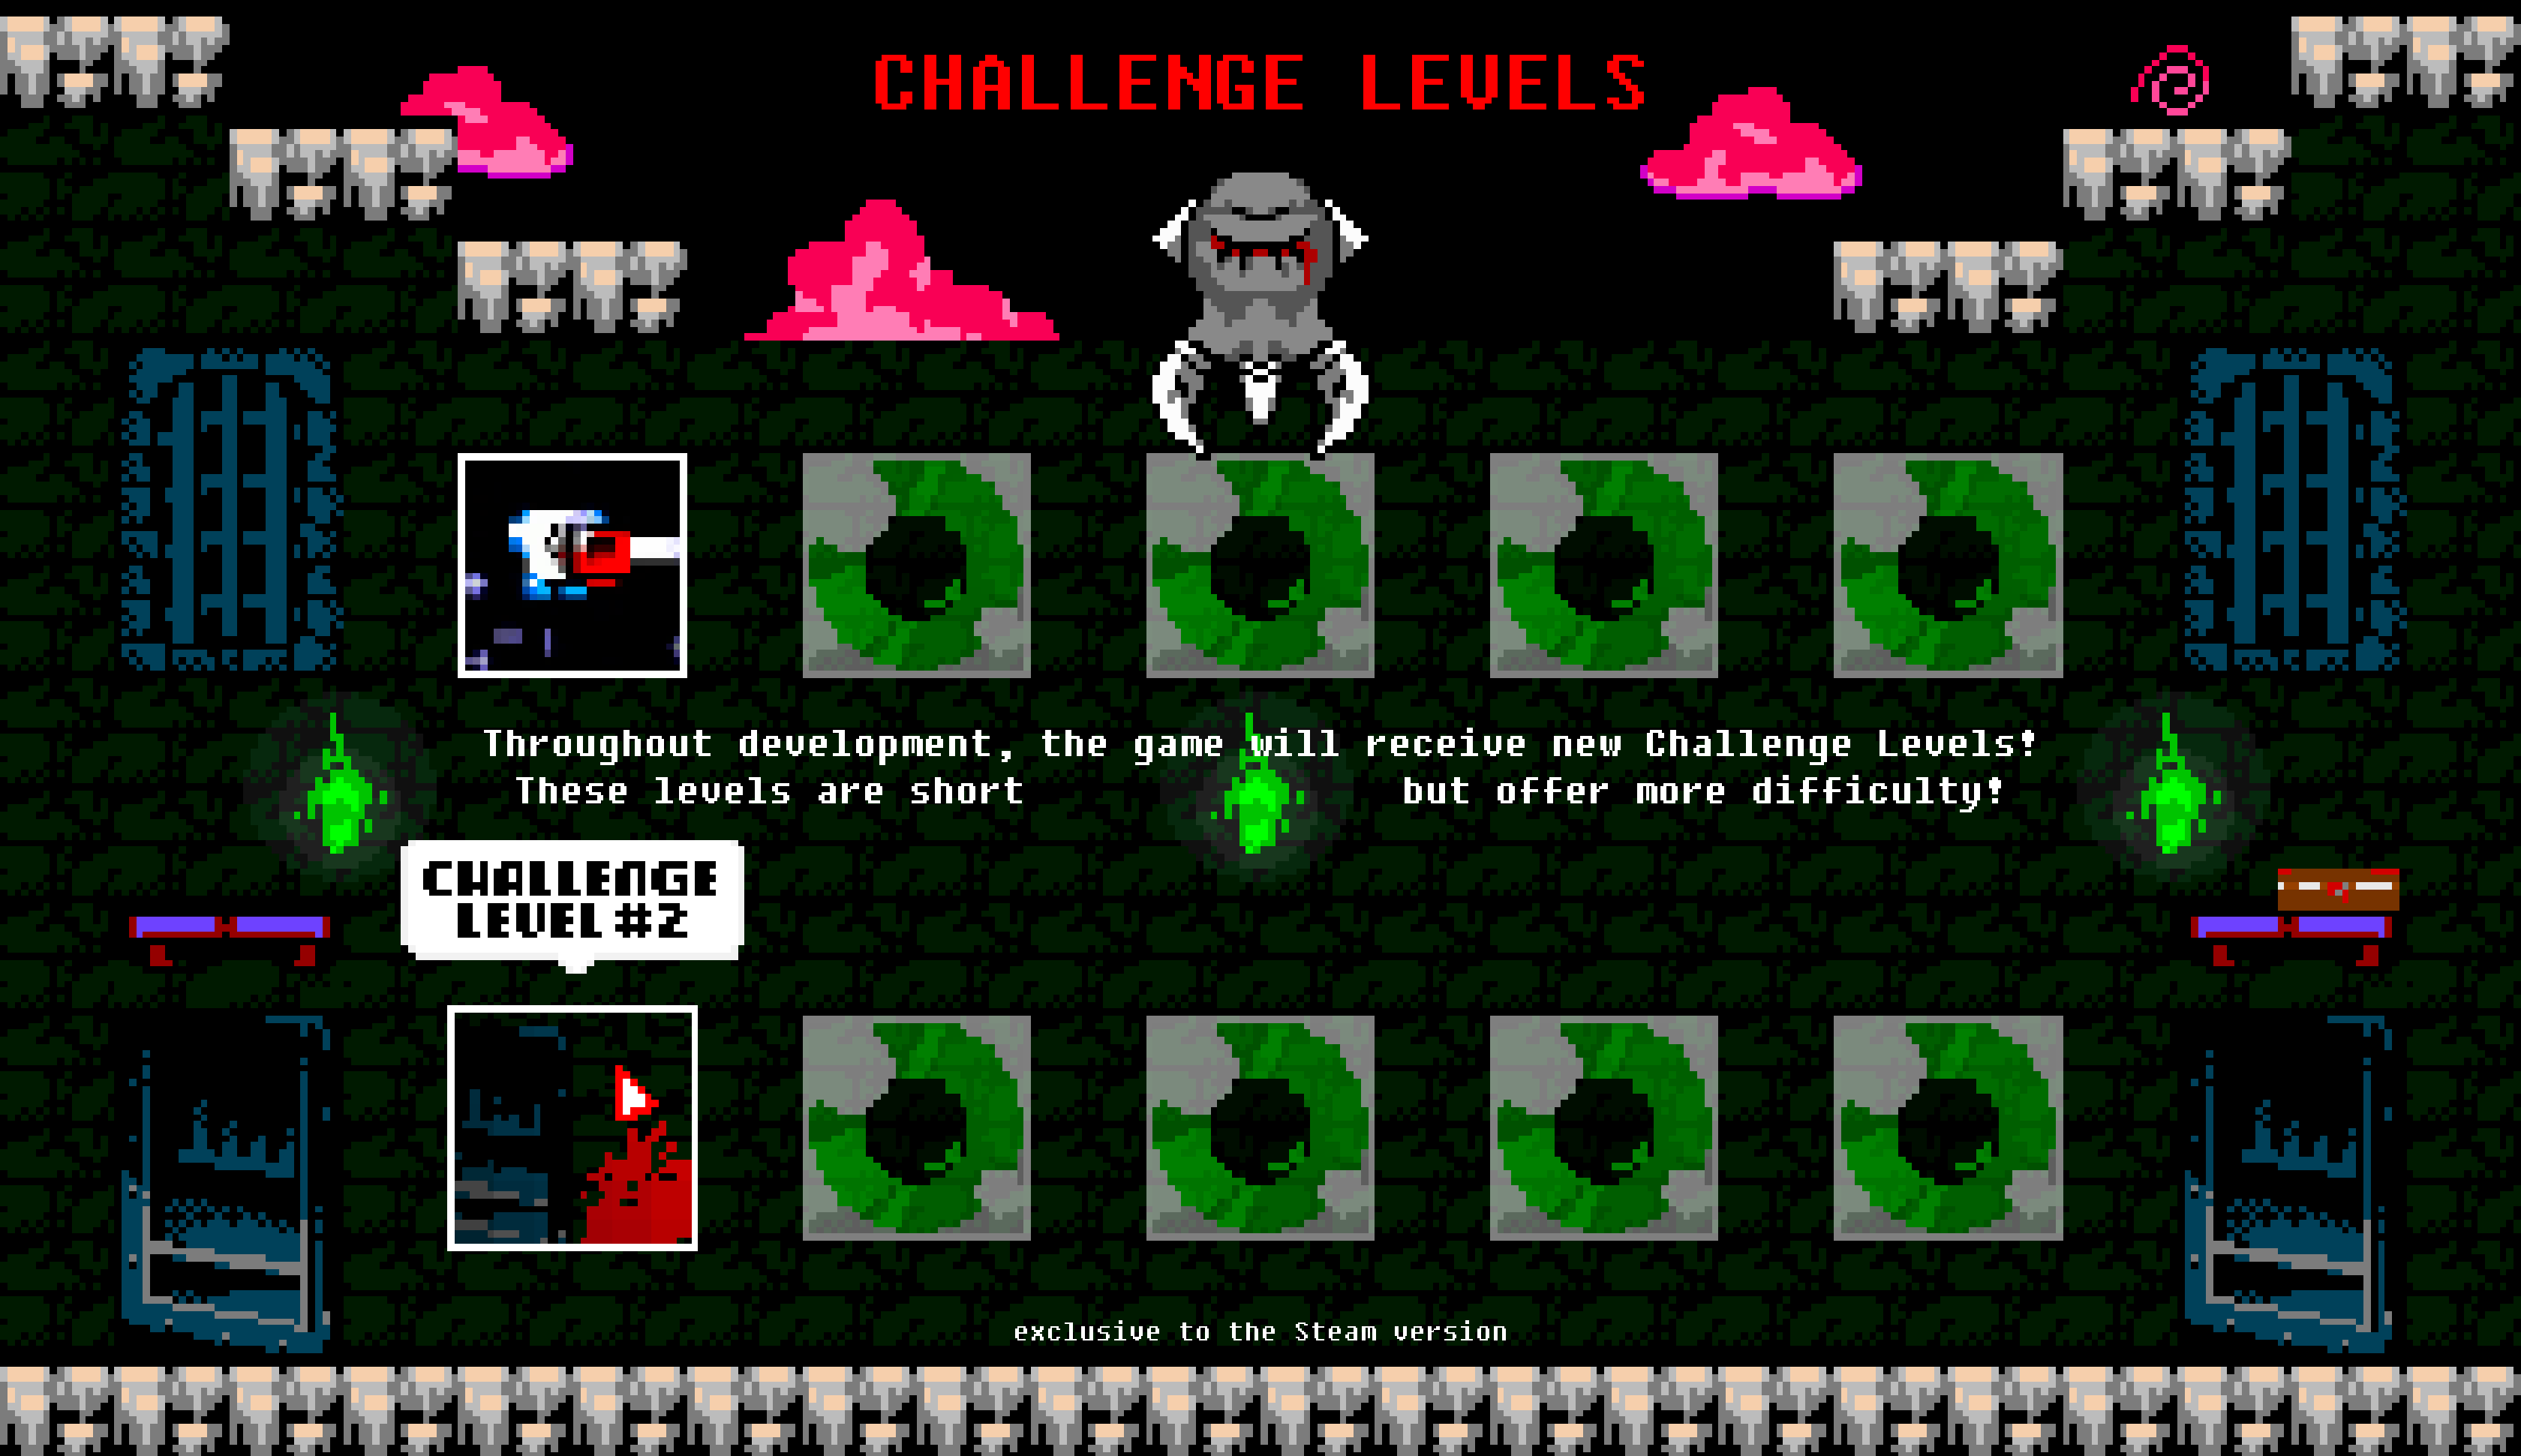 CHALLENGE LEVELS
Throughout development, the game will receive new Challenge Levels!
These levels are short but offer more difficulty!
CHALLENGE
LEVEL #2
exclusive to the Steam version